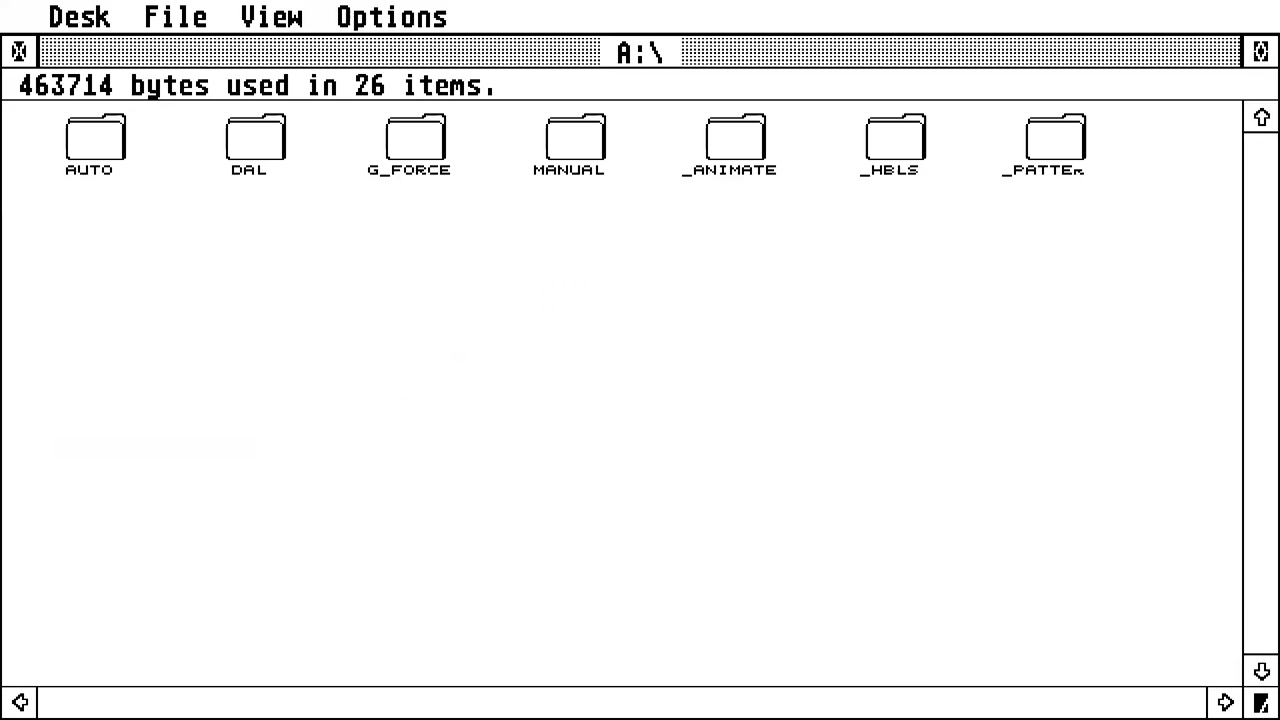 Desk File View Options
A:\
463714 bytes used in 26 items.
AUTO DAL G_FORCE MANUAL _ANIMATE _HBLS